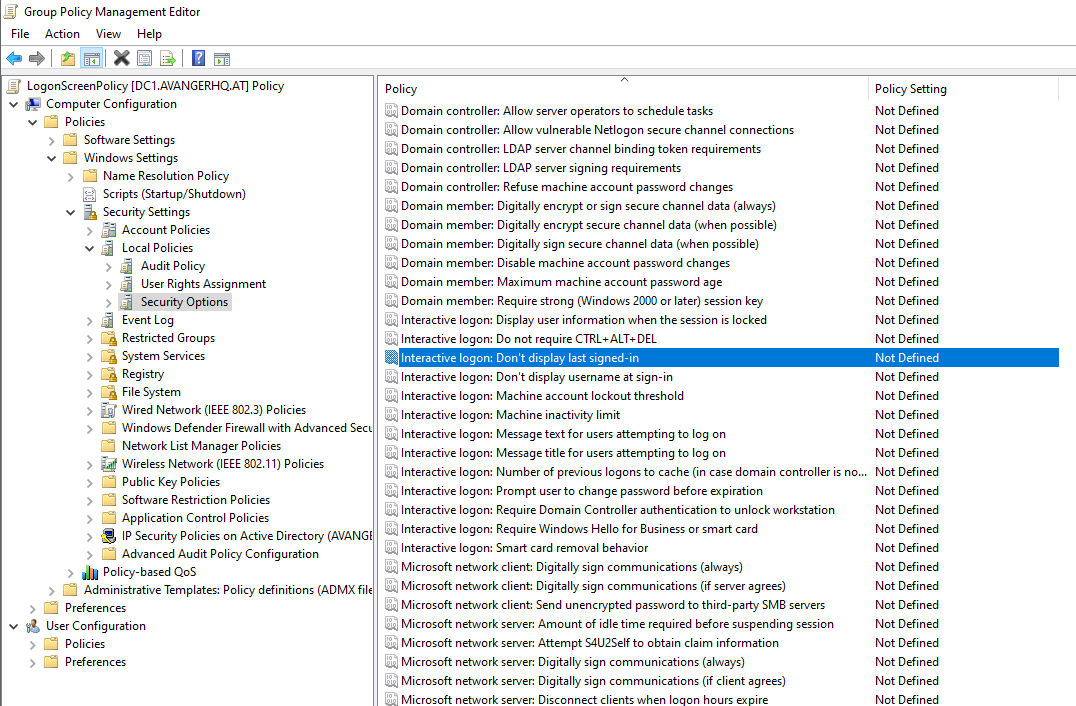 Group Policy Management Editor
File Action View Help
LogonScreenPolicy [DC1.AVANGERHQ.AT] Policy
Computer Configuration
Policies
Software Settings
Windows Settings
Name Resolution Policy
Scripts (Startup/Shutdown)
Security Settings
Account Policies
Local Policies
Audit Policy
User Rights Assignment
Security Options
Event Log
Restricted Groups
System Services
Registry
File System
Wired Network (IEEE 802.3) Policies
Windows Defender Firewall with Advanced Secu
Network List Manager Policies
Wireless Network (IEEE 802.11) Policies
Public Key Policies
Software Restriction Policies
Application Control Policies
IP Security Policies on Active Directory (AVANGE
Advanced Audit Policy Configuration
Policy-based QoS
Administrative Templates: Policy definitions (ADMX file
Preferences
User Configuration
Policies
Preferences
Policy Policy Setting
Domain controller: Allow server operators to schedule tasks Not Defined
Domain controller: Allow vulnerable Netlogon secure channel connections Not Defined
Domain controller: LDAP server channel binding token requirements Not Defined
Domain controller: LDAP server signing requirements Not Defined
Domain controller: Refuse machine account password changes Not Defined
Domain member: Digitally encrypt or sign secure channel data (always) Not Defined
Domain member: Digitally encrypt secure channel data (when possible) Not Defined
Domain member: Digitally sign secure channel data (when possible) Not Defined
Domain member: Disable machine account password changes Not Defined
Domain member: Maximum machine account password age Not Defined
Domain member: Require strong (Windows 2000 or later) session key Not Defined
Interactive logon: Display user information when the session is locked Not Defined
Interactive logon: Do not require CTRL+ALT+DEL Not Defined
Interactive logon: Don't display last signed-in Not Defined
Interactive logon: Don't display username at sign-in Not Defined
Interactive logon: Machine account lockout threshold Not Defined
Interactive logon: Machine inactivity limit Not Defined
Interactive logon: Message text for users attempting to log on Not Defined
Interactive logon: Message title for users attempting to log on Not Defined
Interactive logon: Number of previous logons to cache (in case domain controller is no... Not Defined
Interactive logon: Prompt user to change password before expiration Not Defined
Interactive logon: Require Domain Controller authentication to unlock workstation Not Defined
Interactive logon: Require Windows Hello for Business or smart card Not Defined
Interactive logon: Smart card removal behavior Not Defined
Microsoft network client: Digitally sign communications (always) Not Defined
Microsoft network client: Digitally sign communications (if server agrees) Not Defined
Microsoft network client: Send unencrypted password to third-party SMB servers Not Defined
Microsoft network server: Amount of idle time required before suspending session Not Defined
Microsoft network server: Attempt S4U2Self to obtain claim information Not Defined
Microsoft network server: Digitally sign communications (always) Not Defined
Microsoft network server: Digitally sign communications (if client agrees) Not Defined
Microsoft network server: Disconnect clients when logon hours expire Not Defined